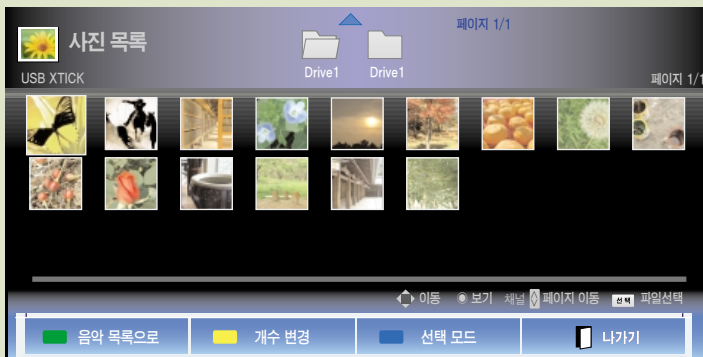 페이지 1/1
사진 목록
Drive1 Drive1
USB XTICK
페이지 1/1
이동 보기 채널 페이지 이동 선택 파일선택
음악 목록으로 개수 변경 선택 모드 나가기